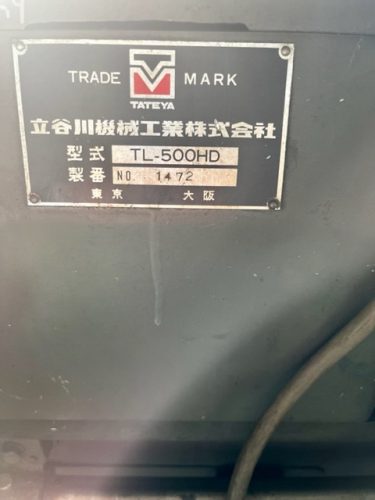 TRADE MARK
TATEYA
立谷川機械工業株式会社
型式 TL-500HD
製番 NO. 1472
東京 大阪